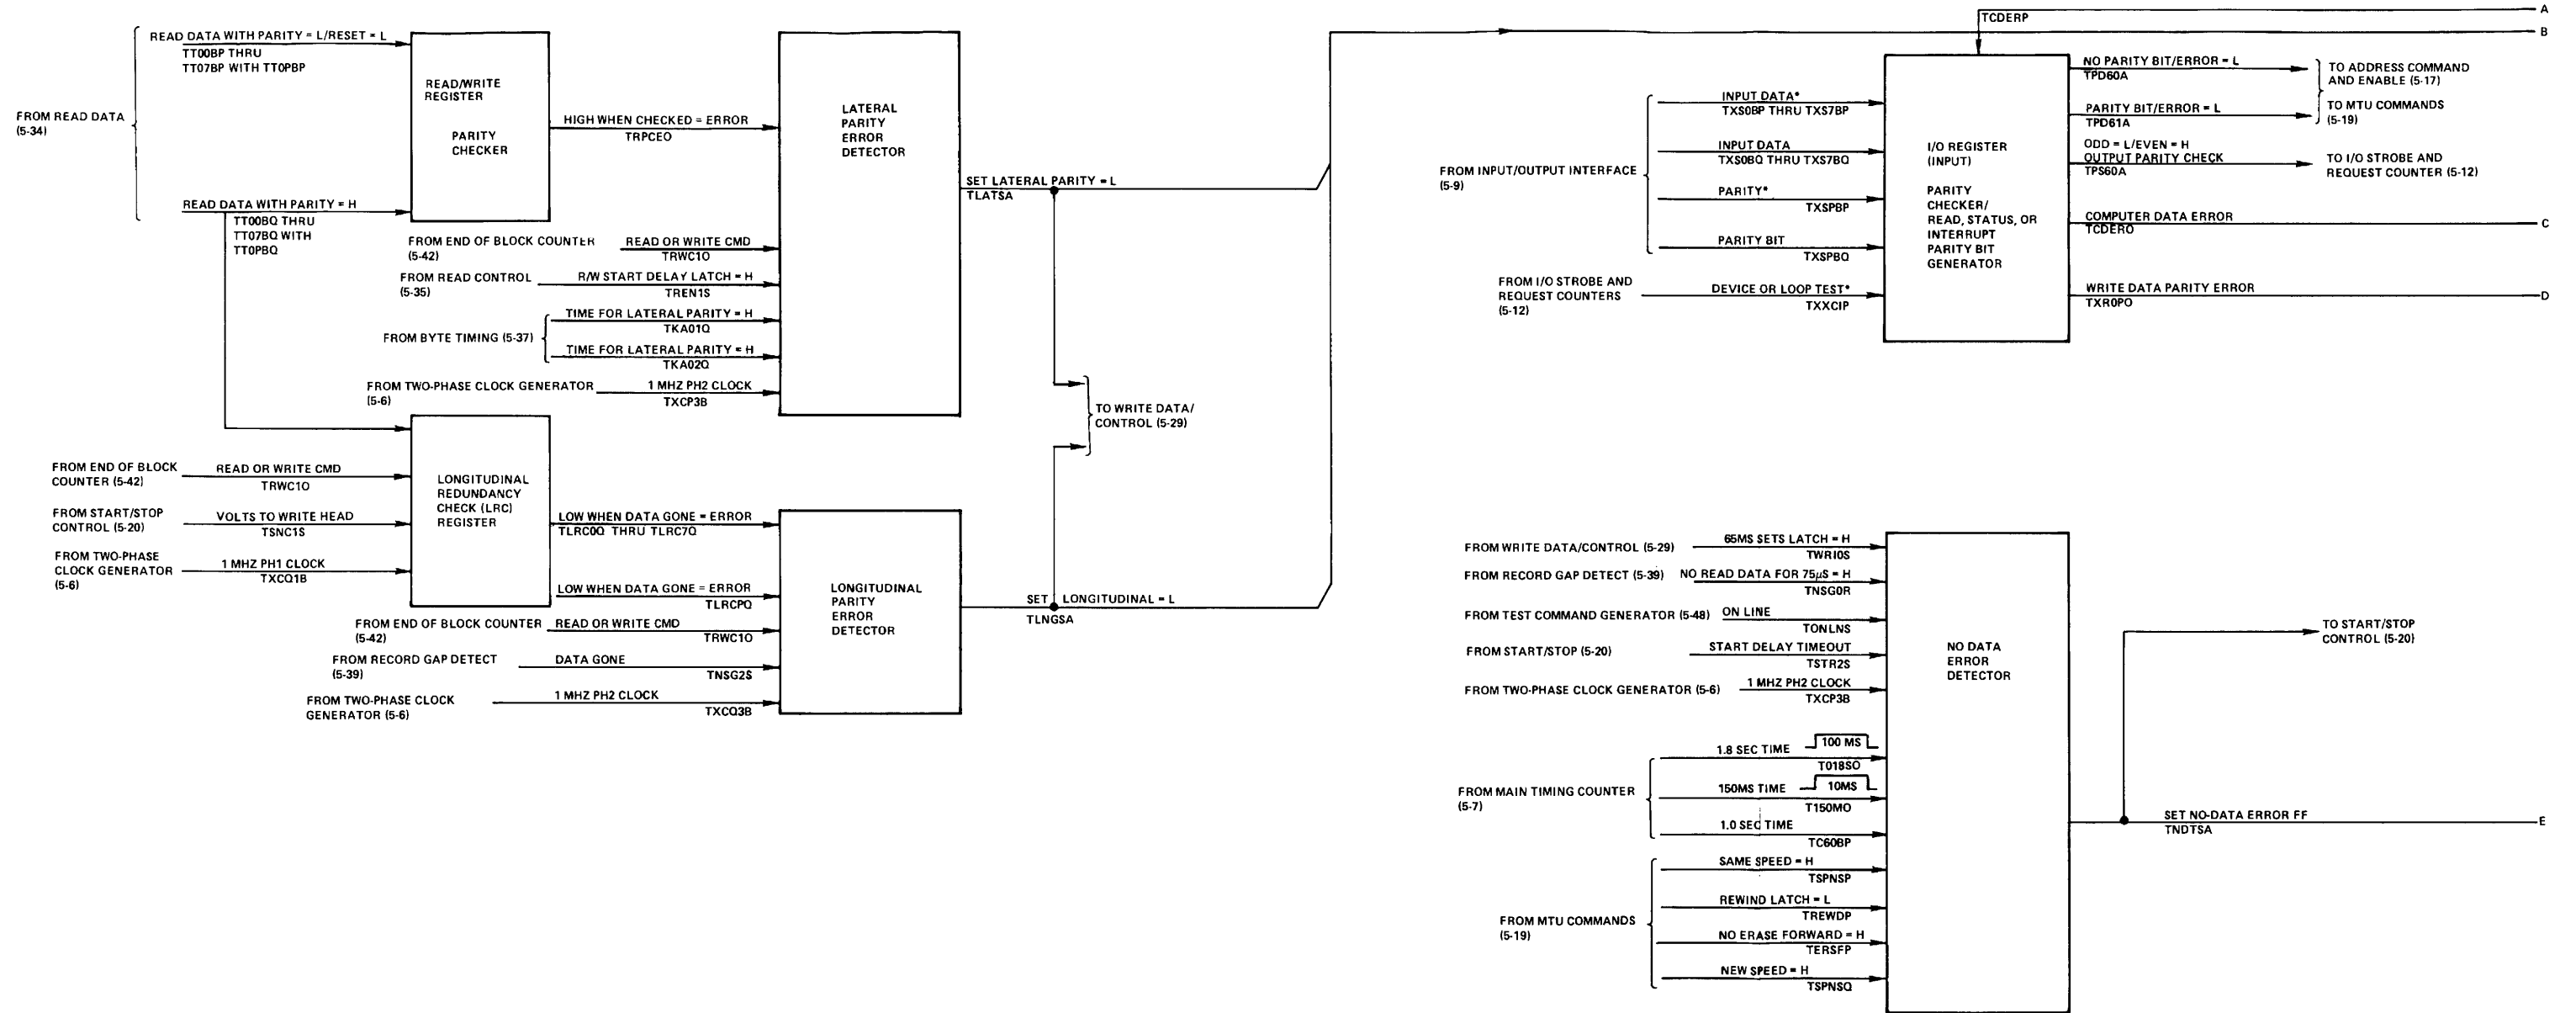 READ DATA WITH PARITY = L/RESET = L
TT00BP THRU
TT07BP WITH TT0PBP
FROM READ DATA
(5-34)
READ DATA WITH PARITY = H
TT00BQ THRU
TT07BQ WITH
TT0PBQ
READ/WRITE
REGISTER
PARITY
CHECKER
HIGH WHEN CHECKED = ERROR
TRPCEO
LATERAL
PARITY
ERROR
DETECTOR
FROM END OF BLOCK COUNTER
(5-42)
READ OR WRITE CMD
TRWC1O
FROM READ CONTROL
(5-35)
R/W START DELAY LATCH = H
TREN1S
FROM BYTE TIMING (5-37)
TIME FOR LATERAL PARITY = H
TKA01Q
TIME FOR LATERAL PARITY = H
TKA02Q
FROM TWO-PHASE CLOCK GENERATOR
(5-6)
1 MHZ PH2 CLOCK
TXCP3B
SET LATERAL PARITY = L
TLATSA
TO WRITE DATA/
CONTROL (5-29)
FROM END OF BLOCK
COUNTER (5-42)
READ OR WRITE CMD
TRWC1O
FROM START/STOP
CONTROL (5-20)
VOLTS TO WRITE HEAD
TSNC1S
FROM TWO-PHASE
CLOCK GENERATOR
(5-6)
1 MHZ PH1 CLOCK
TXCQ1B
LONGITUDINAL
REDUNDANCY
CHECK (LRC)
REGISTER
LOW WHEN DATA GONE = ERROR
TLRC0Q THRU TLRC7Q
LOW WHEN DATA GONE = ERROR
TLRCPQ
FROM END OF BLOCK COUNTER
(5-42)
READ OR WRITE CMD
TRWC1O
FROM RECORD GAP DETECT
(5-39)
DATA GONE
TNSG2S
FROM TWO-PHASE CLOCK
GENERATOR (5-6)
1 MHZ PH2 CLOCK
TXCQ3B
LONGITUDINAL
PARITY
ERROR
DETECTOR
SET LONGITUDINAL = L
TLNGSA
TCDERP
A
B
FROM INPUT/OUTPUT INTERFACE
(5-9)
INPUT DATA*
TXS0BP THRU TXS7BP
INPUT DATA
TXS0BQ THRU TXS7BQ
PARITY*
TXSPBP
PARITY BIT
TXSPBQ
FROM I/O STROBE AND
REQUEST COUNTERS
(5-12)
DEVICE OR LOOP TEST*
TXXCIP
I/O REGISTER
(INPUT)
PARITY
CHECKER/
READ, STATUS, OR
INTERRUPT
PARITY BIT
GENERATOR
NO PARITY BIT/ERROR = L
TPD60A
PARITY BIT/ERROR = L
TPD61A
TO ADDRESS COMMAND
AND ENABLE (5-17)
TO MTU COMMANDS
(5-19)
ODD = L/EVEN = H
OUTPUT PARITY CHECK
TPS60A
TO I/O STROBE AND
REQUEST COUNTER (5-12)
COMPUTER DATA ERROR
TCDERO
C
WRITE DATA PARITY ERROR
TXR0PO
D
FROM WRITE DATA/CONTROL (5-29)
65MS SETS LATCH = H
TWRI0S
FROM RECORD GAP DETECT (5-39)
NO READ DATA FOR 75µS = H
TNSG0R
FROM TEST COMMAND GENERATOR (5-48)
ON LINE
TONLNS
FROM START/STOP (5-20)
START DELAY TIMEOUT
TSTR2S
FROM TWO-PHASE CLOCK GENERATOR (5-6)
1 MHZ PH2 CLOCK
TXCP3B
FROM MAIN TIMING COUNTER
(5-7)
1.8 SEC TIME
100 MS
T018SO
150MS TIME
10MS
T150MO
1.0 SEC TIME
TC60BP
FROM MTU COMMANDS
(5-19)
SAME SPEED = H
TSPNSP
REWIND LATCH = L
TREWDP
NO ERASE FORWARD = H
TERSFP
NEW SPEED = H
TSPNSQ
NO DATA
ERROR
DETECTOR
TO START/STOP
CONTROL (5-20)
SET NO-DATA ERROR FF
TNDTSA
E